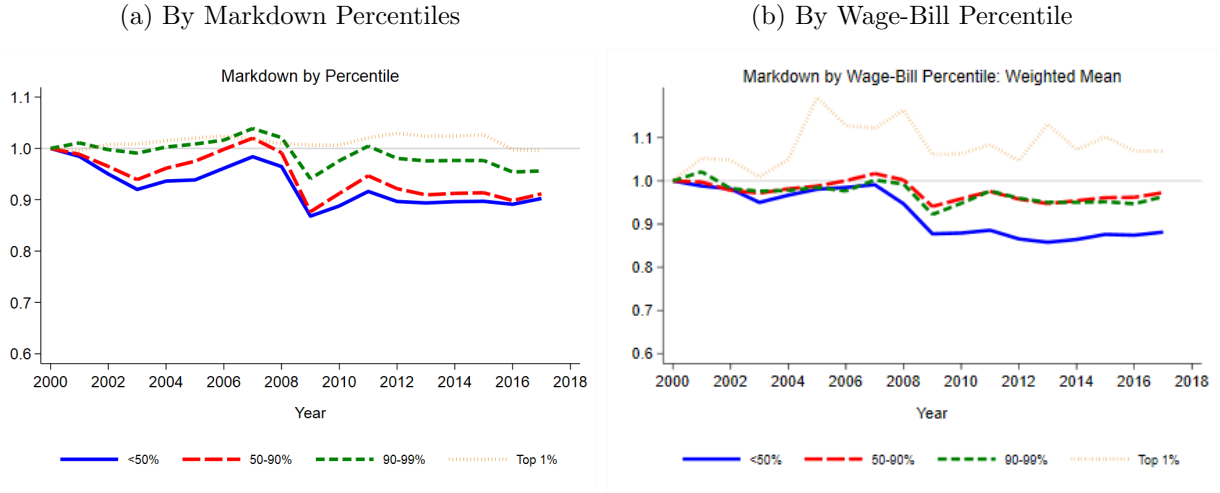 (a) By Markdown Percentiles
Markdown by Percentile
1.1
1.0
0.9
0.8
0.7
0.6
2000 2002 2004 2006 2008 2010 2012 2014 2016 2018
Year
<50% 50-90% 90-99% Top 1%
(b) By Wage-Bill Percentile
Markdown by Wage-Bill Percentile: Weighted Mean
1.1
1.0
0.9
0.8
0.7
0.6
2000 2002 2004 2006 2008 2010 2012 2014 2016 2018
Year
<50% 50-90% 90-99% Top 1%